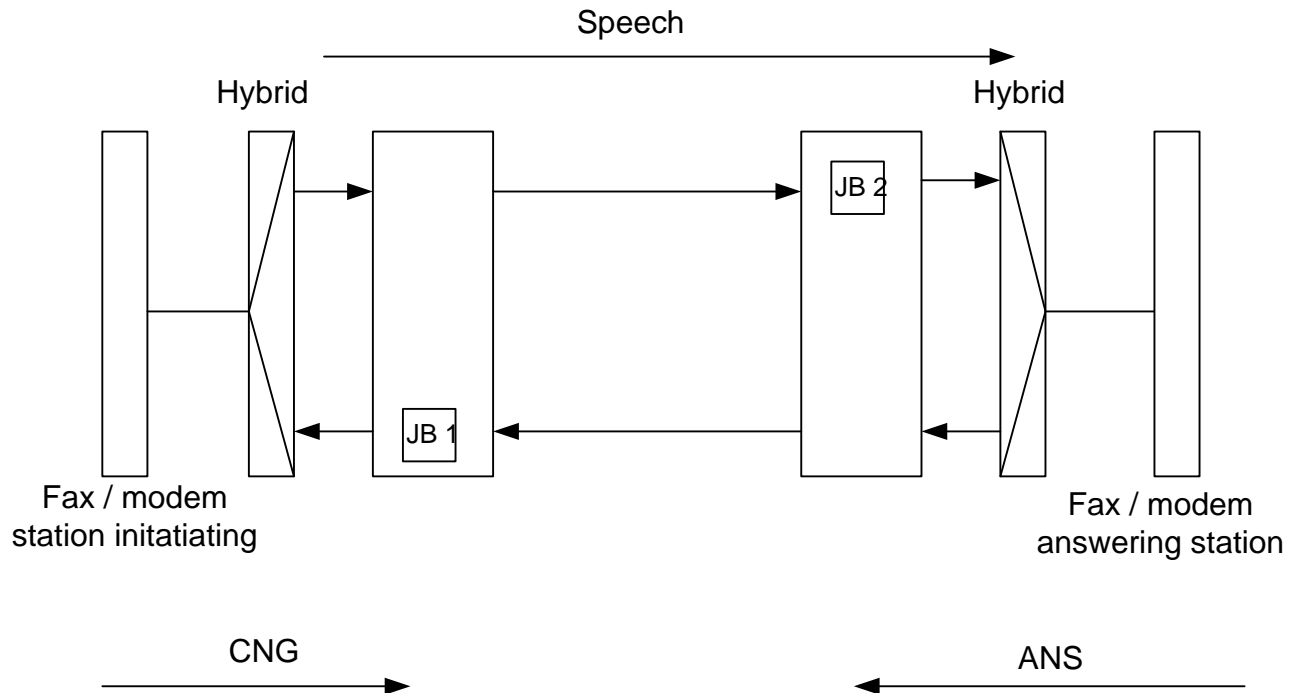 Speech
Hybrid
Hybrid
JB 2
JB 1
Fax / modem
station initatiating
Fax / modem
answering station
CNG
ANS